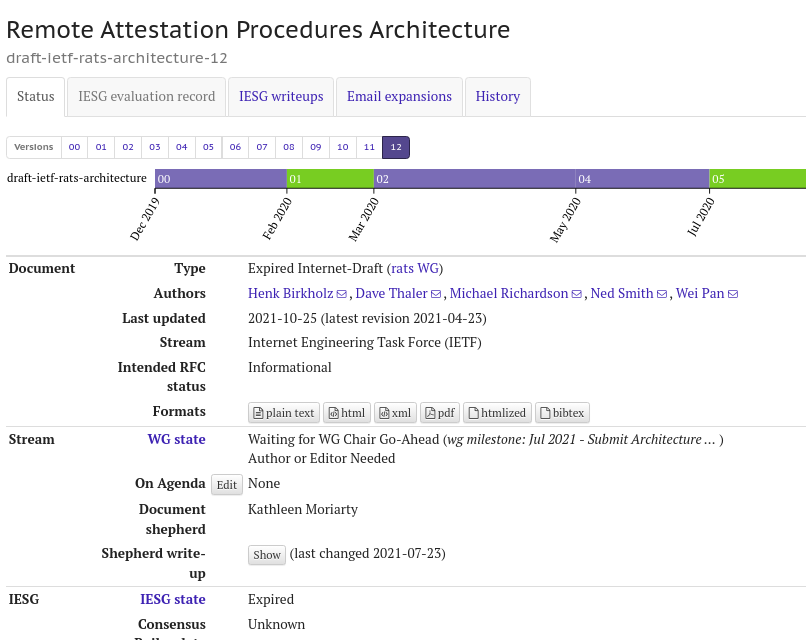 Remote Attestation Procedures Architecture
draft-ietf-rats-architecture-12
Status IESG evaluation record IESG writeups Email expansions History
Versions 00 01 02 03 04 05 06 07 08 09 10 11 12
draft-ietf-rats-architecture 00 01 02 04 05
Dec 2019 Feb 2020 Mar 2020 May 2020 Jul 2020
Document Type Expired Internet-Draft (rats WG)
Authors Henk Birkholz , Dave Thaler , Michael Richardson , Ned Smith , Wei Pan
Last updated 2021-10-25 (latest revision 2021-04-23)
Stream Internet Engineering Task Force (IETF)
Intended RFC Informational
status
Formats plain text html xml pdf htmlized bibtex
Stream WG state Waiting for WG Chair Go-Ahead (wg milestone: Jul 2021 - Submit Architecture … )
Author or Editor Needed
On Agenda Edit None
Document Kathleen Moriarty
shepherd
Shepherd write- Show (last changed 2021-07-23)
up
IESG IESG state Expired
Consensus Unknown